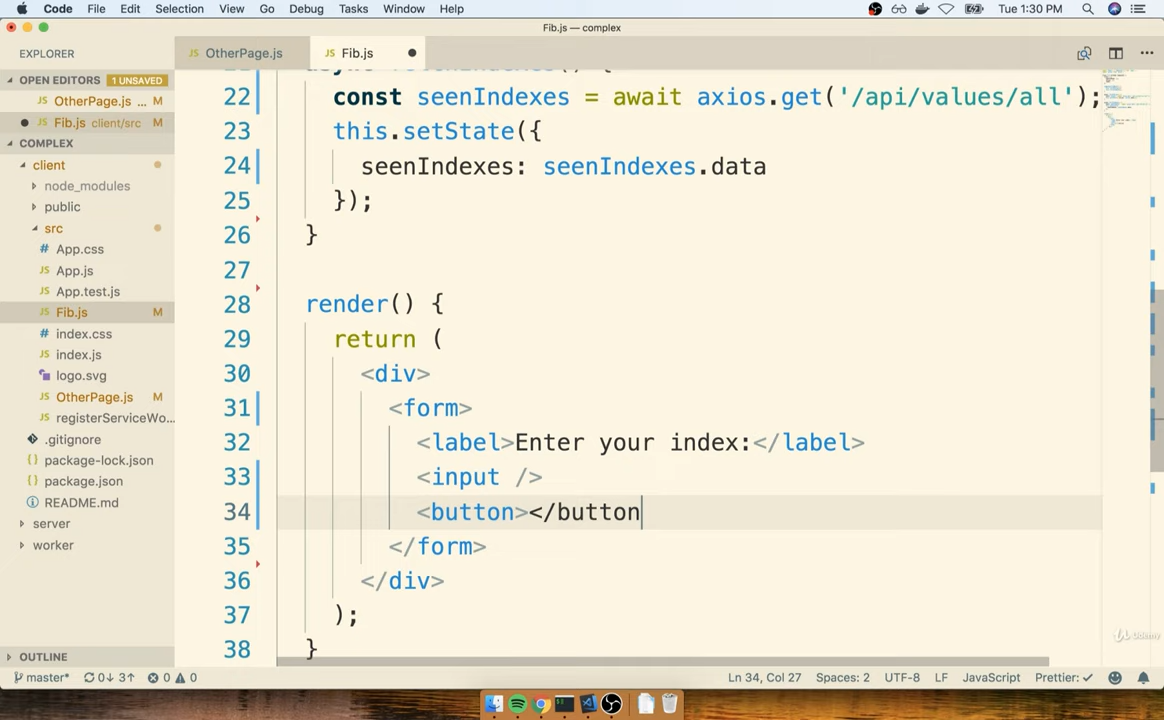 Code File Edit Selection View Go Debug Tasks Window Help Tue 1:30 PM
Fib.js — complex
EXPLORER
OtherPage.js
Fib.js
OPEN EDITORS 1 UNSAVED
OtherPage.js ... M
Fib.js client/src M
COMPLEX
client
node_modules
public
src
App.css
App.js
App.test.js
Fib.js M
index.css
index.js
logo.svg
OtherPage.js M
registerServiceWo...
.gitignore
package-lock.json
package.json
README.md
server
worker
OUTLINE
22 const seenIndexes = await axios.get('/api/values/all');
23 this.setState({
24 seenIndexes: seenIndexes.data
25 });
26 }
27
28 render() {
29 return (
30 <div>
31 <form>
32 <label>Enter your index:</label>
33 <input />
34 <button></button
35 </form>
36 </div>
37 );
38 }
Udemy
master* 0↓ 3↑ 0 0 Ln 34, Col 27 Spaces: 2 UTF-8 LF JavaScript Prettier: ✓